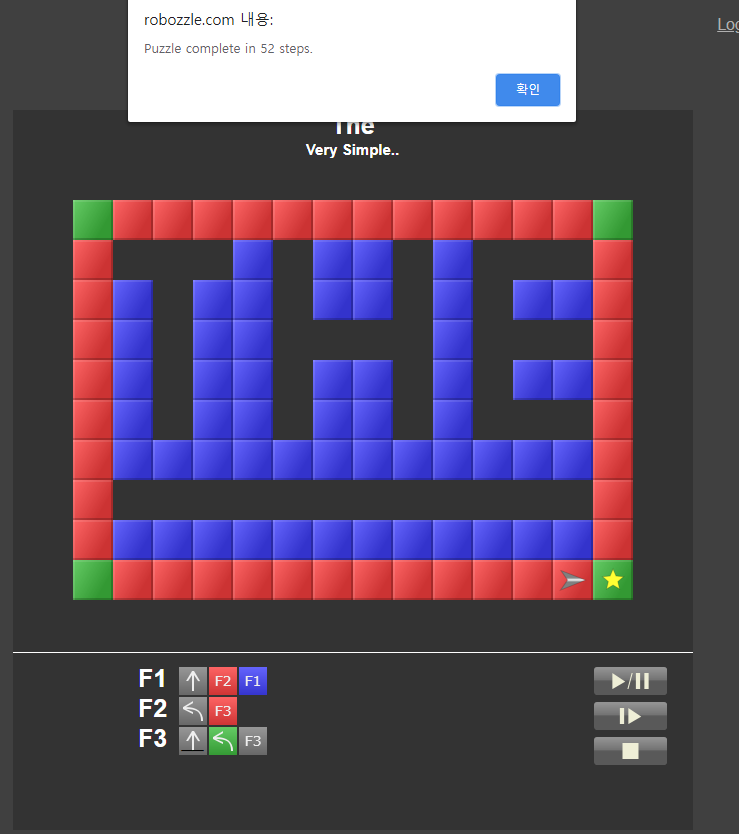 robozzle.com 내용:
Puzzle complete in 52 steps.
확인
The
Very Simple..
F1 F2 F1
F2 F3
F3 F3